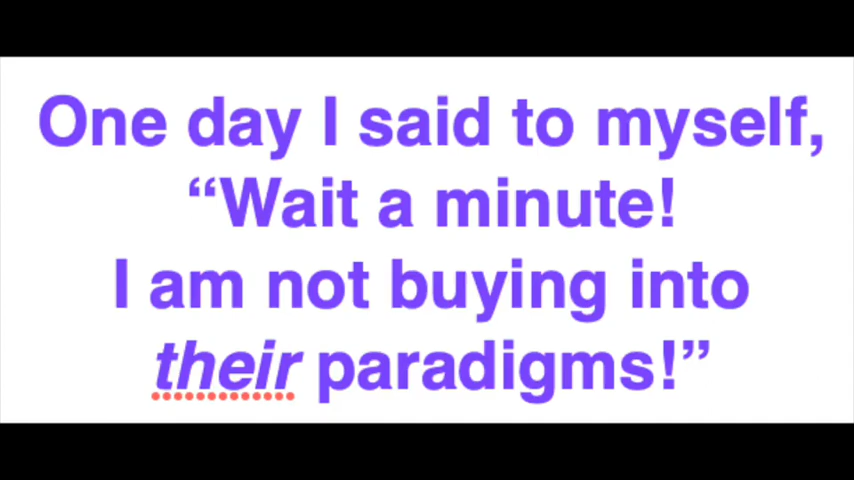 One day I said to myself,
“Wait a minute!
I am not buying into
their paradigms!”